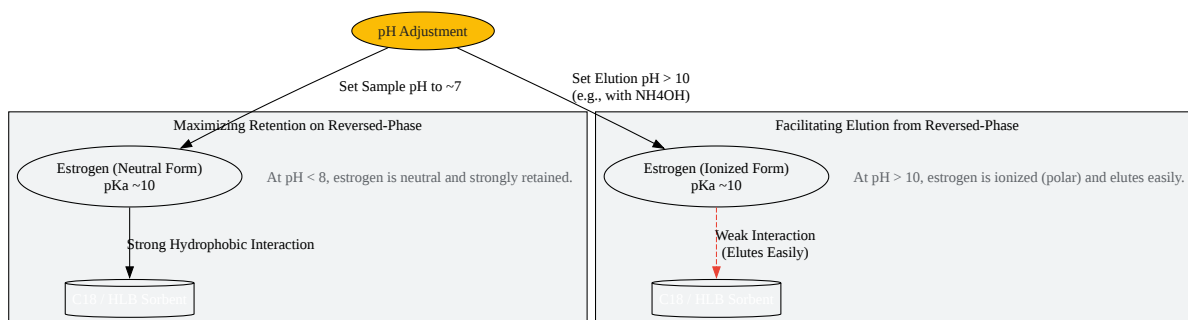 pH Adjustment
Set Sample pH to ~7
Set Elution pH > 10
(e.g., with NH4OH)
Maximizing Retention on Reversed-Phase
Estrogen (Neutral Form)
pKa ~10
At pH < 8, estrogen is neutral and strongly retained.
Strong Hydrophobic Interaction
C18 / HLB Sorbent
Facilitating Elution from Reversed-Phase
Estrogen (Ionized Form)
pKa ~10
At pH > 10, estrogen is ionized (polar) and elutes easily.
Weak Interaction
(Elutes Easily)
C18 / HLB Sorbent